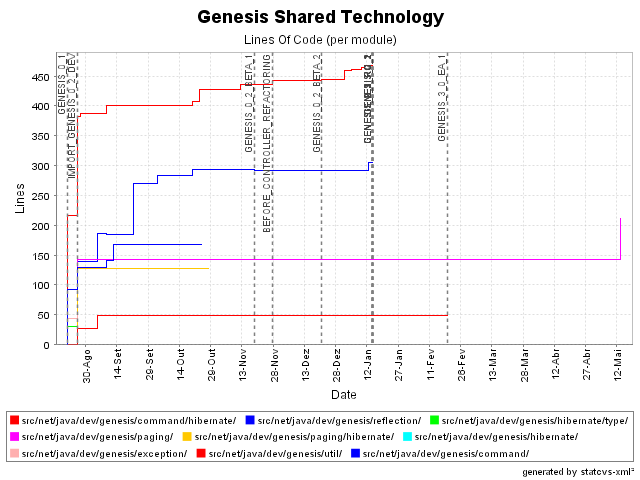 Genesis Shared Technology
Lines Of Code (per module)
GENESIS_0_1
IMPORT_GENESIS_0_2_DEV
GENESIS_0_2_BETA_1
BEFORE_CONTROLLER_REFACTORING
GENESIS_0_2_BETA_2
GENESIS_3_0_EA_1
Lines
450
400
350
300
250
200
150
100
50
0
30-Ago
14-Set
29-Set
14-Out
29-Out
13-Nov
28-Nov
13-Dez
28-Dez
12-Jan
27-Jan
11-Fev
26-Fev
13-Mar
28-Mar
12-Abr
27-Abr
12-Mai
Date
src/net/java/dev/genesis/command/hibernate/ src/net/java/dev/genesis/reflection/ src/net/java/dev/genesis/hibernate/type/
src/net/java/dev/genesis/paging/ src/net/java/dev/genesis/paging/hibernate/ src/net/java/dev/genesis/hibernate/
src/net/java/dev/genesis/exception/ src/net/java/dev/genesis/util/ src/net/java/dev/genesis/command/
generated by statcvs-xml²